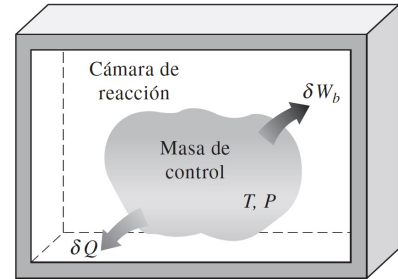 Cámara de
reacción
δW_b
Masa de
control
T, P
δQ